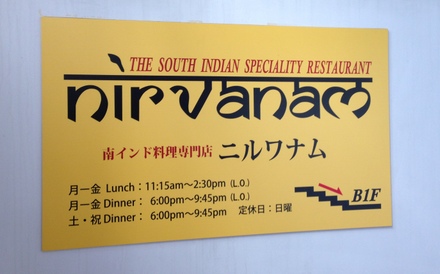 THE SOUTH INDIAN SPECIALITY RESTAURANT
nirvanam
南インド料理専門店 ニルワナム
月ー金 Lunch：11:15am〜2:30pm (L.O.)
月ー金 Dinner： 6:00pm〜9:45pm (L.O.)
土・祝 Dinner： 6:00pm〜9:45pm 定休日：日曜
B1F